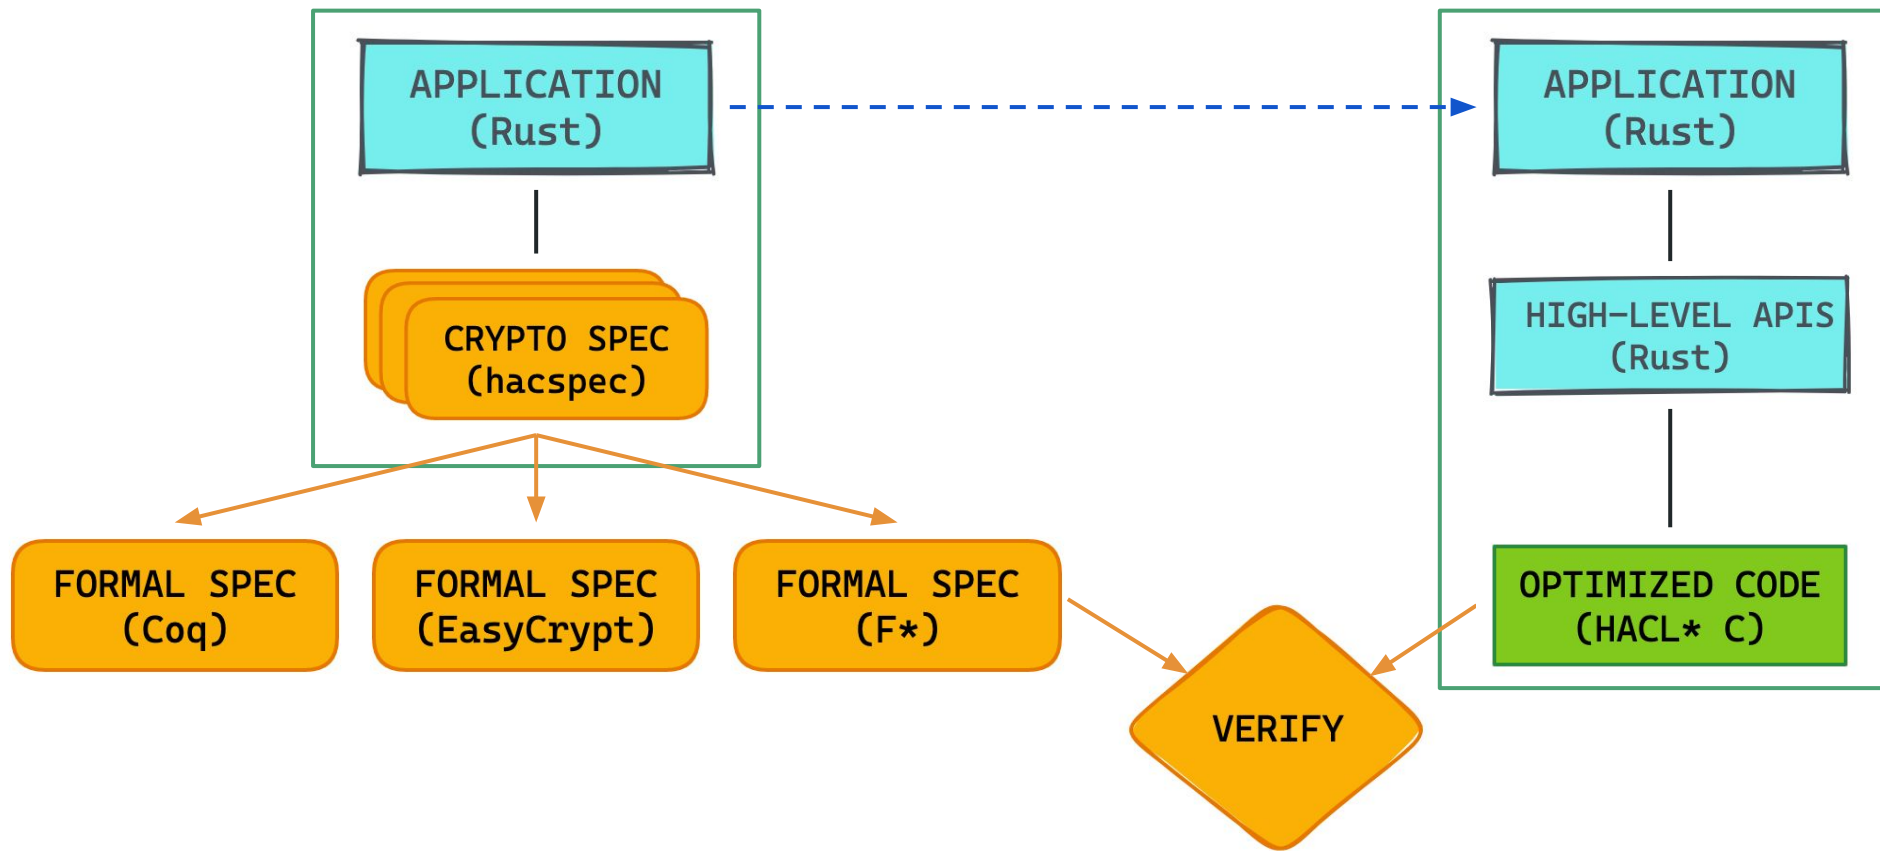 APPLICATION
(Rust)
APPLICATION
(Rust)
CRYPTO SPEC
(hacspec)
HIGH-LEVEL APIS
(Rust)
FORMAL SPEC
(Coq)
FORMAL SPEC
(EasyCrypt)
FORMAL SPEC
(F*)
OPTIMIZED CODE
(HACL* C)
VERIFY